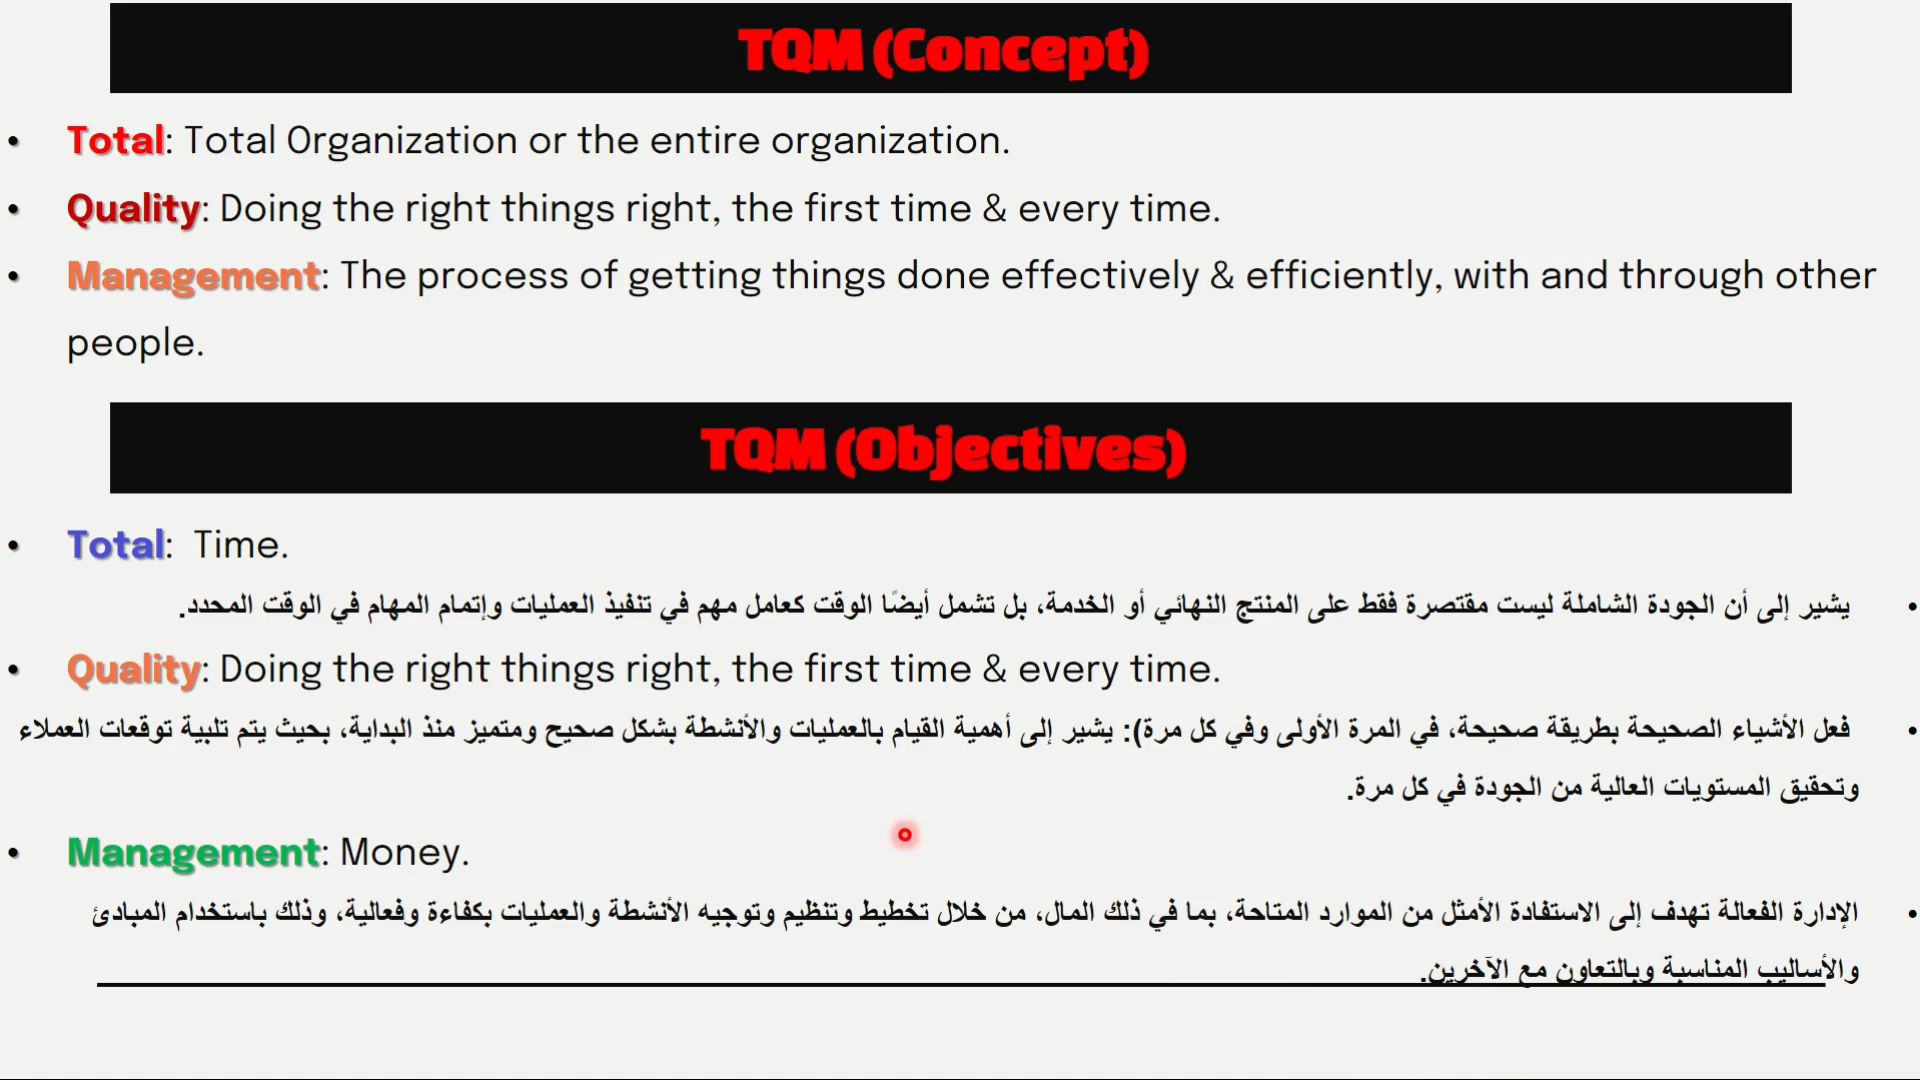 TQM (Concept)
• Total: Total Organization or the entire organization.
• Quality: Doing the right things right, the first time & every time.
• Management: The process of getting things done effectively & efficiently, with and through other
people.
TQM (Objectives)
• Total: Time.
• يشير إلى أن الجودة الشاملة ليست مقتصرة فقط على المنتج النهائي أو الخدمة، بل تشمل أيضًا الوقت كعامل مهم في تنفيذ العمليات وإتمام المهام في الوقت المحدد.
• Quality: Doing the right things right, the first time & every time.
• فعل الأشياء الصحيحة بطريقة صحيحة، في المرة الأولى وفي كل مرة): يشير إلى أهمية القيام بالعمليات والأنشطة بشكل صحيح ومتميز منذ البداية، بحيث يتم تلبية توقعات العملاء
وتحقيق المستويات العالية من الجودة في كل مرة.
• Management: Money.
• الإدارة الفعالة تهدف إلى الاستفادة الأمثل من الموارد المتاحة، بما في ذلك المال، من خلال تخطيط وتنظيم وتوجيه الأنشطة والعمليات بكفاءة وفعالية، وذلك باستخدام المبادئ
والأساليب المناسبة وبالتعاون مع الآخرين.